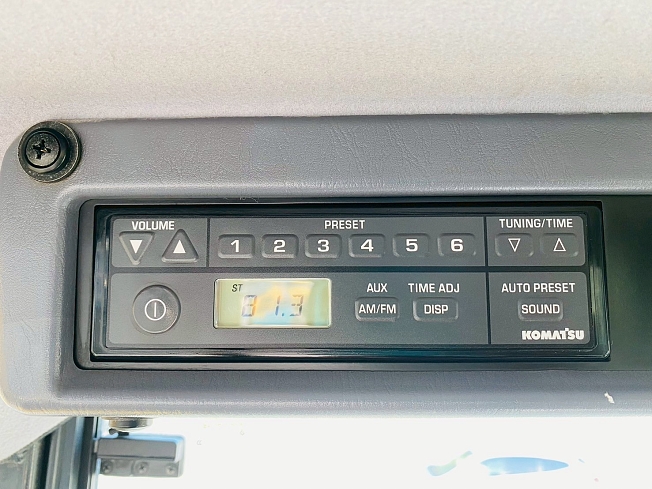 VOLUME PRESET TUNING/TIME
1 2 3 4 5 6
ST AUX TIME ADJ AUTO PRESET
81.3 AM/FM DISP SOUND
KOMATSU